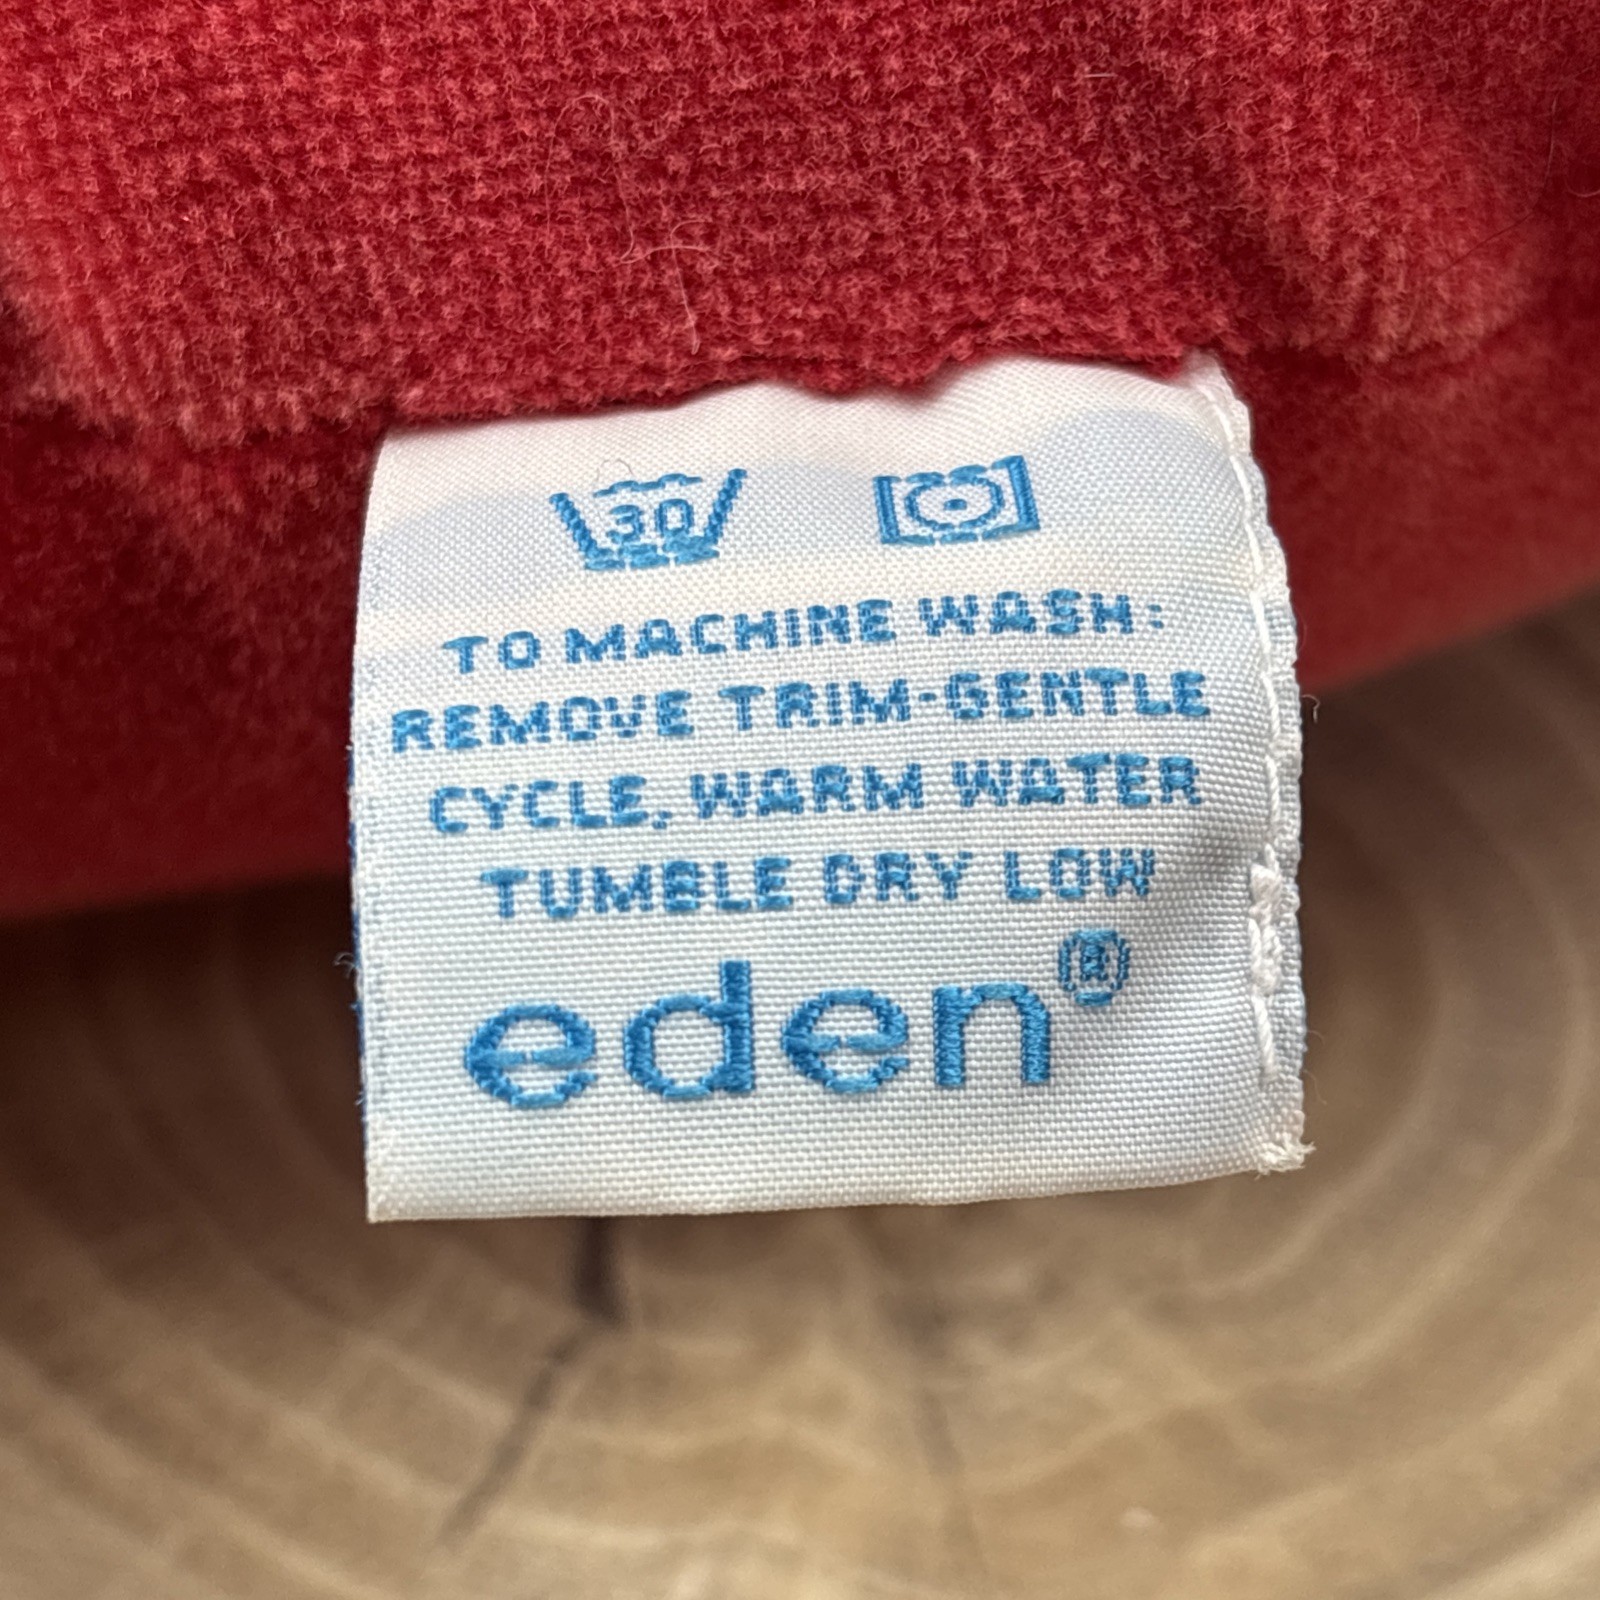 30
TO MACHINE WASH:
REMOVE TRIM-GENTLE
CYCLE, WARM WATER
TUMBLE DRY LOW
eden®